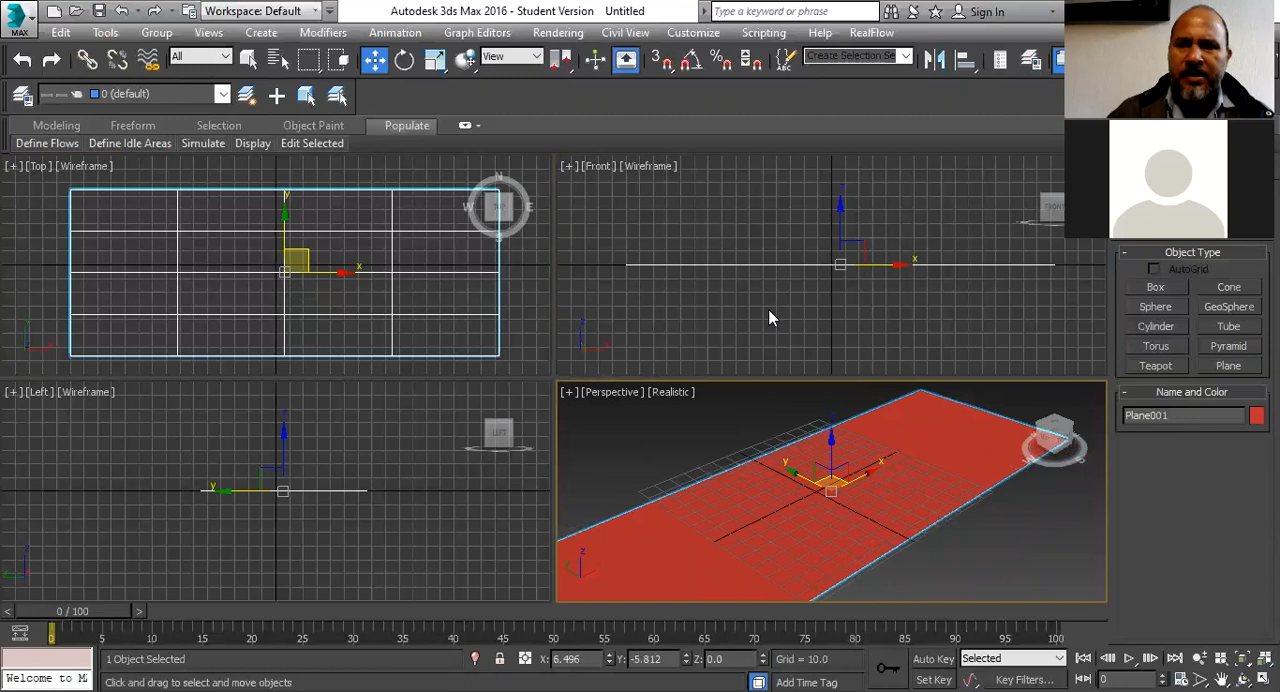 Workspace: Default
Autodesk 3ds Max 2016 - Student Version Untitled
Type a keyword or phrase
Sign In
MAX
Edit Tools Group Views Create Modifiers Animation Graph Editors Rendering Civil View Customize Scripting Help RealFlow
All
View
3
Create Selection Se
ABC
0 (default)
Modeling Freeform Selection Object Paint Populate
Define Flows Define Idle Areas Simulate Display Edit Selected
[+] [Top] [Wireframe]
[+] [Front] [Wireframe]
N
W TOP E
S
y
x
z
x
FRONT
[+] [Left] [Wireframe]
[+] [Perspective] [Realistic]
LEFT
y
y
x
z
Object Type
AutoGrid
Box Cone
Sphere GeoSphere
Cylinder Tube
Torus Pyramid
Teapot Plane
Name and Color
Plane001
< 0 / 100 >
0 5 10 15 20 25 30 35 40 45 50 55 60 65 70 75 80 85 90 95 100
1 Object Selected
X: 6.496 Y: -5.812 Z: 0.0 Grid = 10.0
Auto Key Selected
Welcome to M
Click and drag to select and move objects
Add Time Tag
Set Key Key Filters...
0